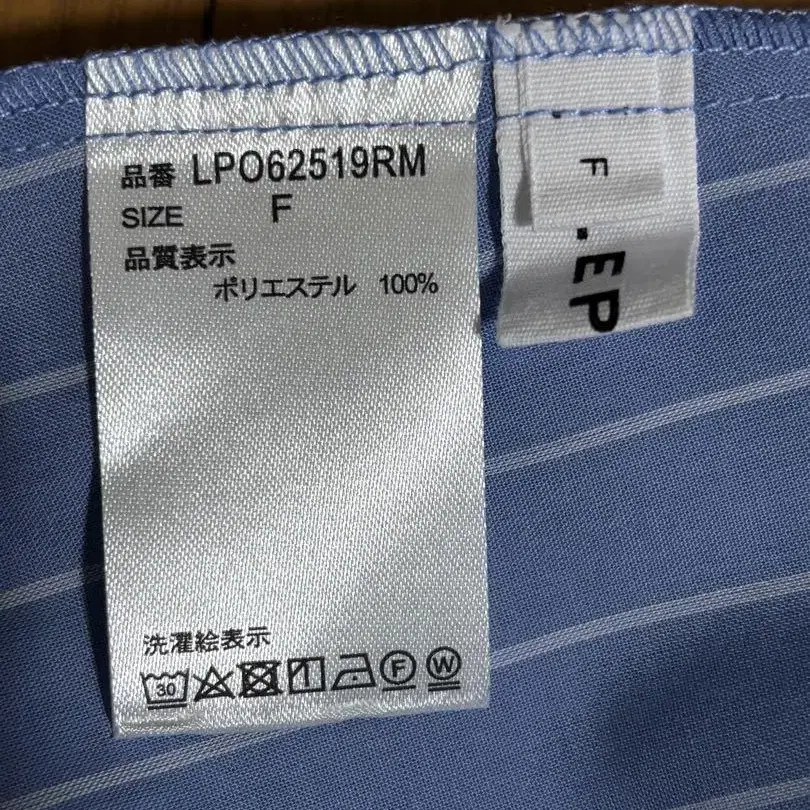 品番 LPO62519RM
SIZE F
品質表示
ポリエステル 100%
洗濯絵表示
30 F W
F
.EP